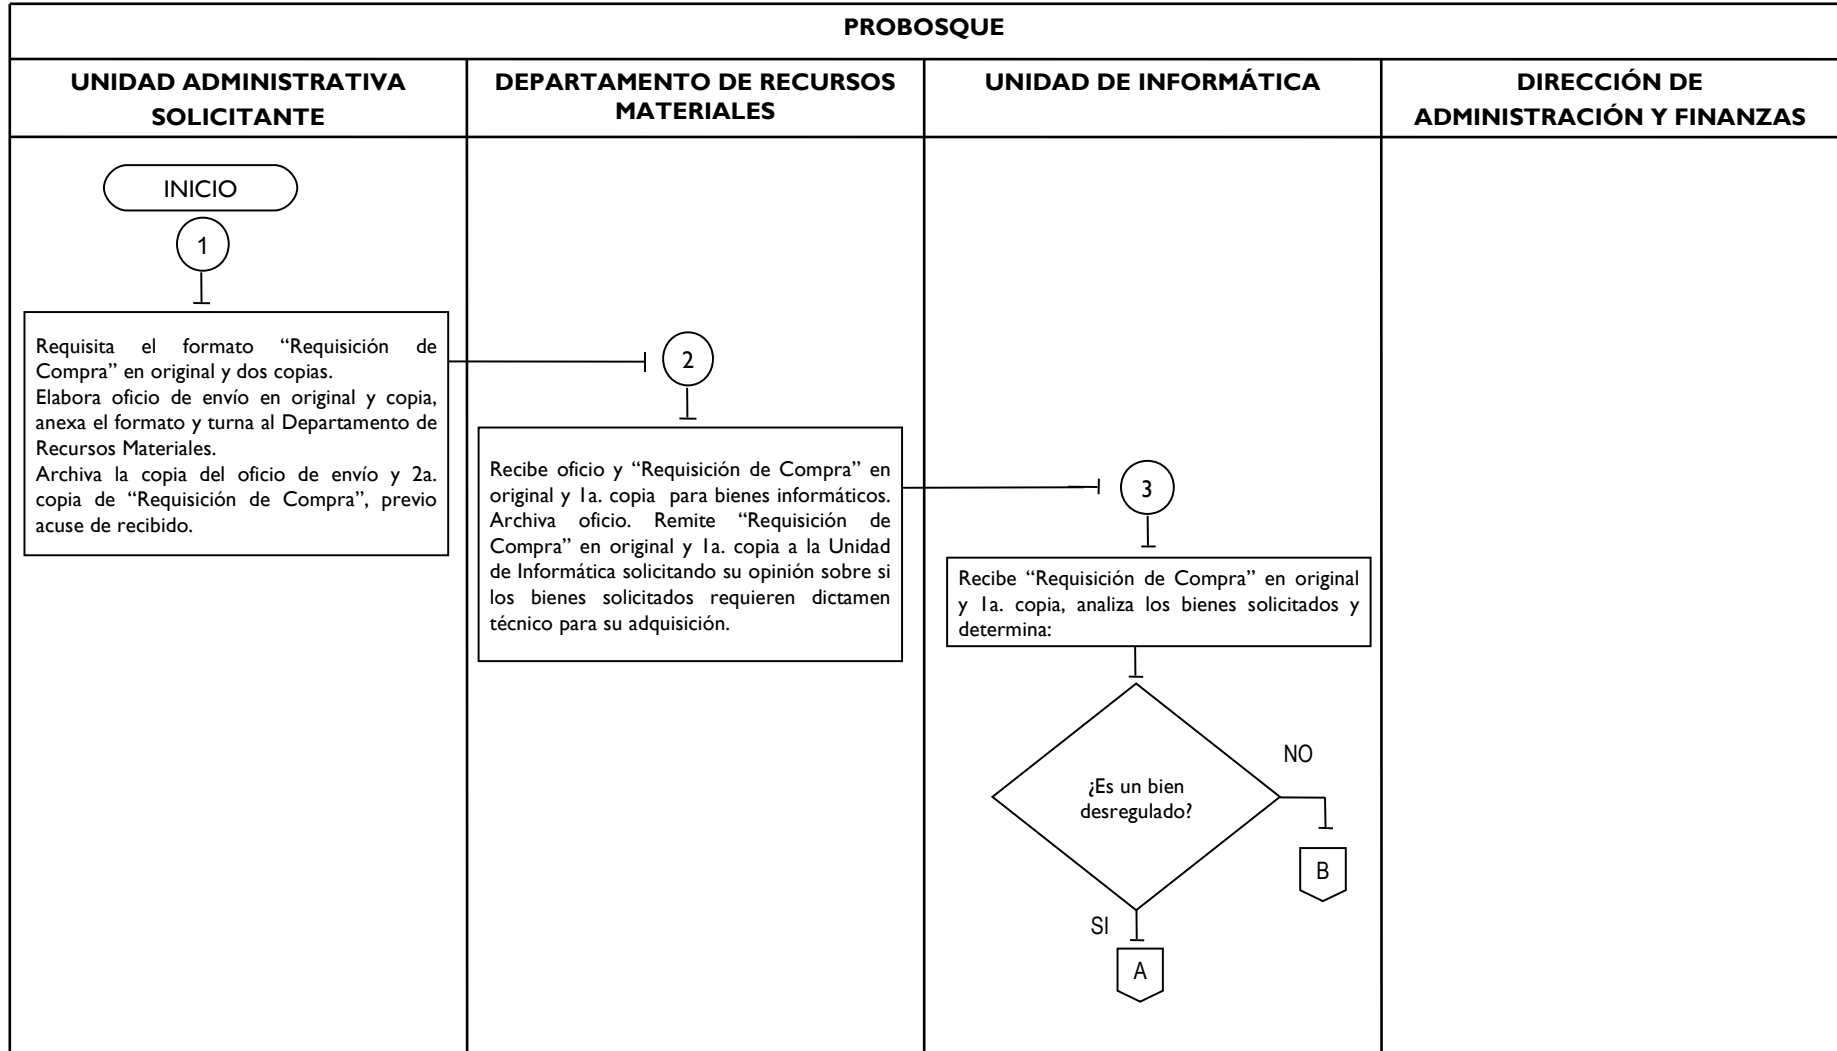 PROBOSQUE
UNIDAD ADMINISTRATIVA
SOLICITANTE
DEPARTAMENTO DE RECURSOS
MATERIALES
UNIDAD DE INFORMÁTICA
DIRECCIÓN DE
ADMINISTRACIÓN Y FINANZAS
INICIO
1
Requisita el formato “Requisición de
Compra” en original y dos copias.
Elabora oficio de envío en original y copia,
anexa el formato y turna al Departamento de
Recursos Materiales.
Archiva la copia del oficio de envío y 2a.
copia de “Requisición de Compra”, previo
acuse de recibido.
2
Recibe oficio y “Requisición de Compra” en
original y 1a. copia para bienes informáticos.
Archiva oficio. Remite “Requisición de
Compra” en original y 1a. copia a la Unidad
de Informática solicitando su opinión sobre si
los bienes solicitados requieren dictamen
técnico para su adquisición.
3
Recibe “Requisición de Compra” en original
y 1a. copia, analiza los bienes solicitados y
determina:
¿Es un bien
desregulado?
NO
B
SI
A